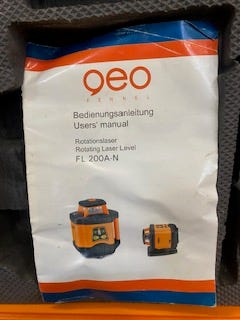 geo
FENNEL
Bedienungsanleitung
Users' manual
Rotationslaser
Rotating Laser Level
FL 200A-N